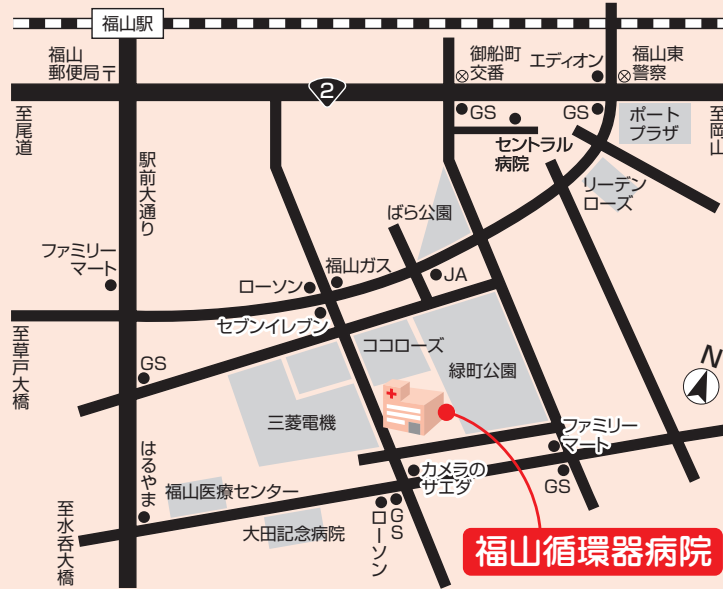 福山駅
福山
郵便局〒
御船町
交番
エディオン
福山東
警察
2
至尾道
GS
GS
ポート
プラザ
至岡山
セントラル
病院
駅前大通り
リーデン
ローズ
ばら公園
ファミリー
マート
福山ガス
JA
ローソン
セブンイレブン
至草戸大橋
ココローズ
N
GS
緑町公園
三菱電機
ファミリー
マート
はるやま
カメラの
サエダ
福山医療センター
GS
至水呑大橋
大田記念病院
ローソン
GS
福山循環器病院